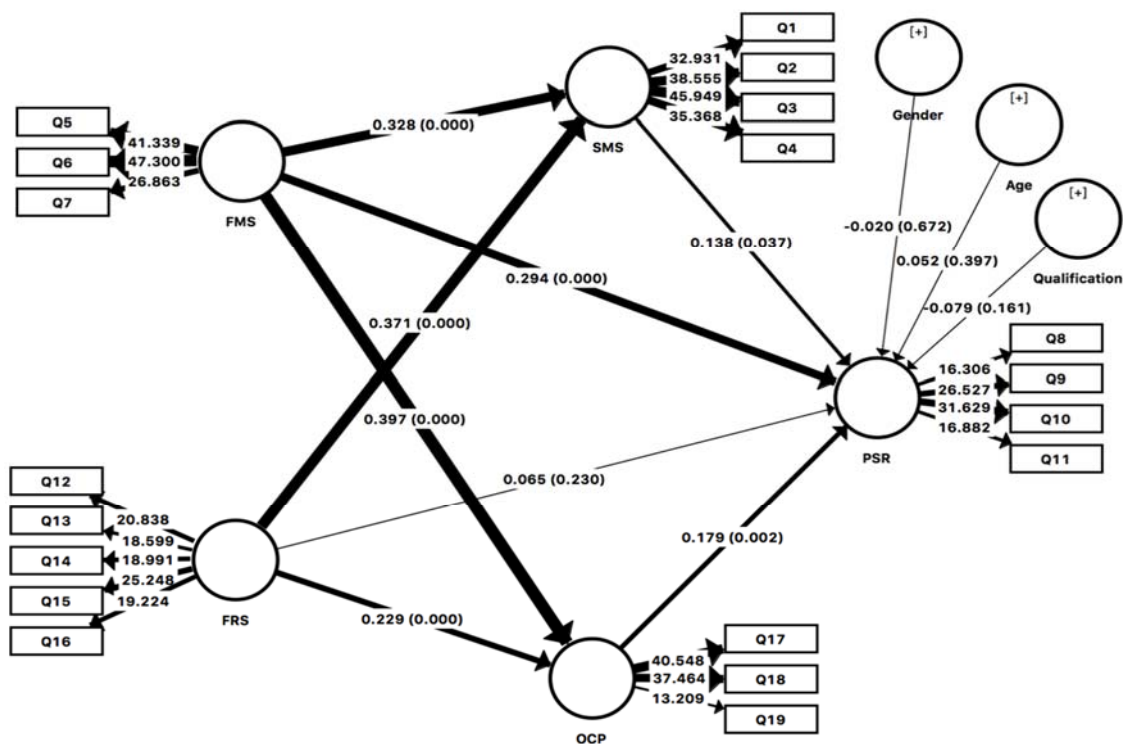 Q1
Q2
Q3
Q4
32.931
38.555
45.949
35.368
SMS
[+]
Gender
[+]
Age
[+]
Qualification
Q5
Q6
Q7
41.339
47.300
26.863
FMS
0.328 (0.000)
0.138 (0.037)
-0.020 (0.672)
0.052 (0.397)
-0.079 (0.161)
0.294 (0.000)
0.371 (0.000)
0.397 (0.000)
Q8
Q9
Q10
Q11
16.306
26.527
31.629
16.882
PSR
0.065 (0.230)
Q12
Q13
Q14
Q15
Q16
20.838
18.599
18.991
25.248
19.224
FRS
0.179 (0.002)
0.229 (0.000)
Q17
Q18
Q19
40.548
37.464
13.209
OCP